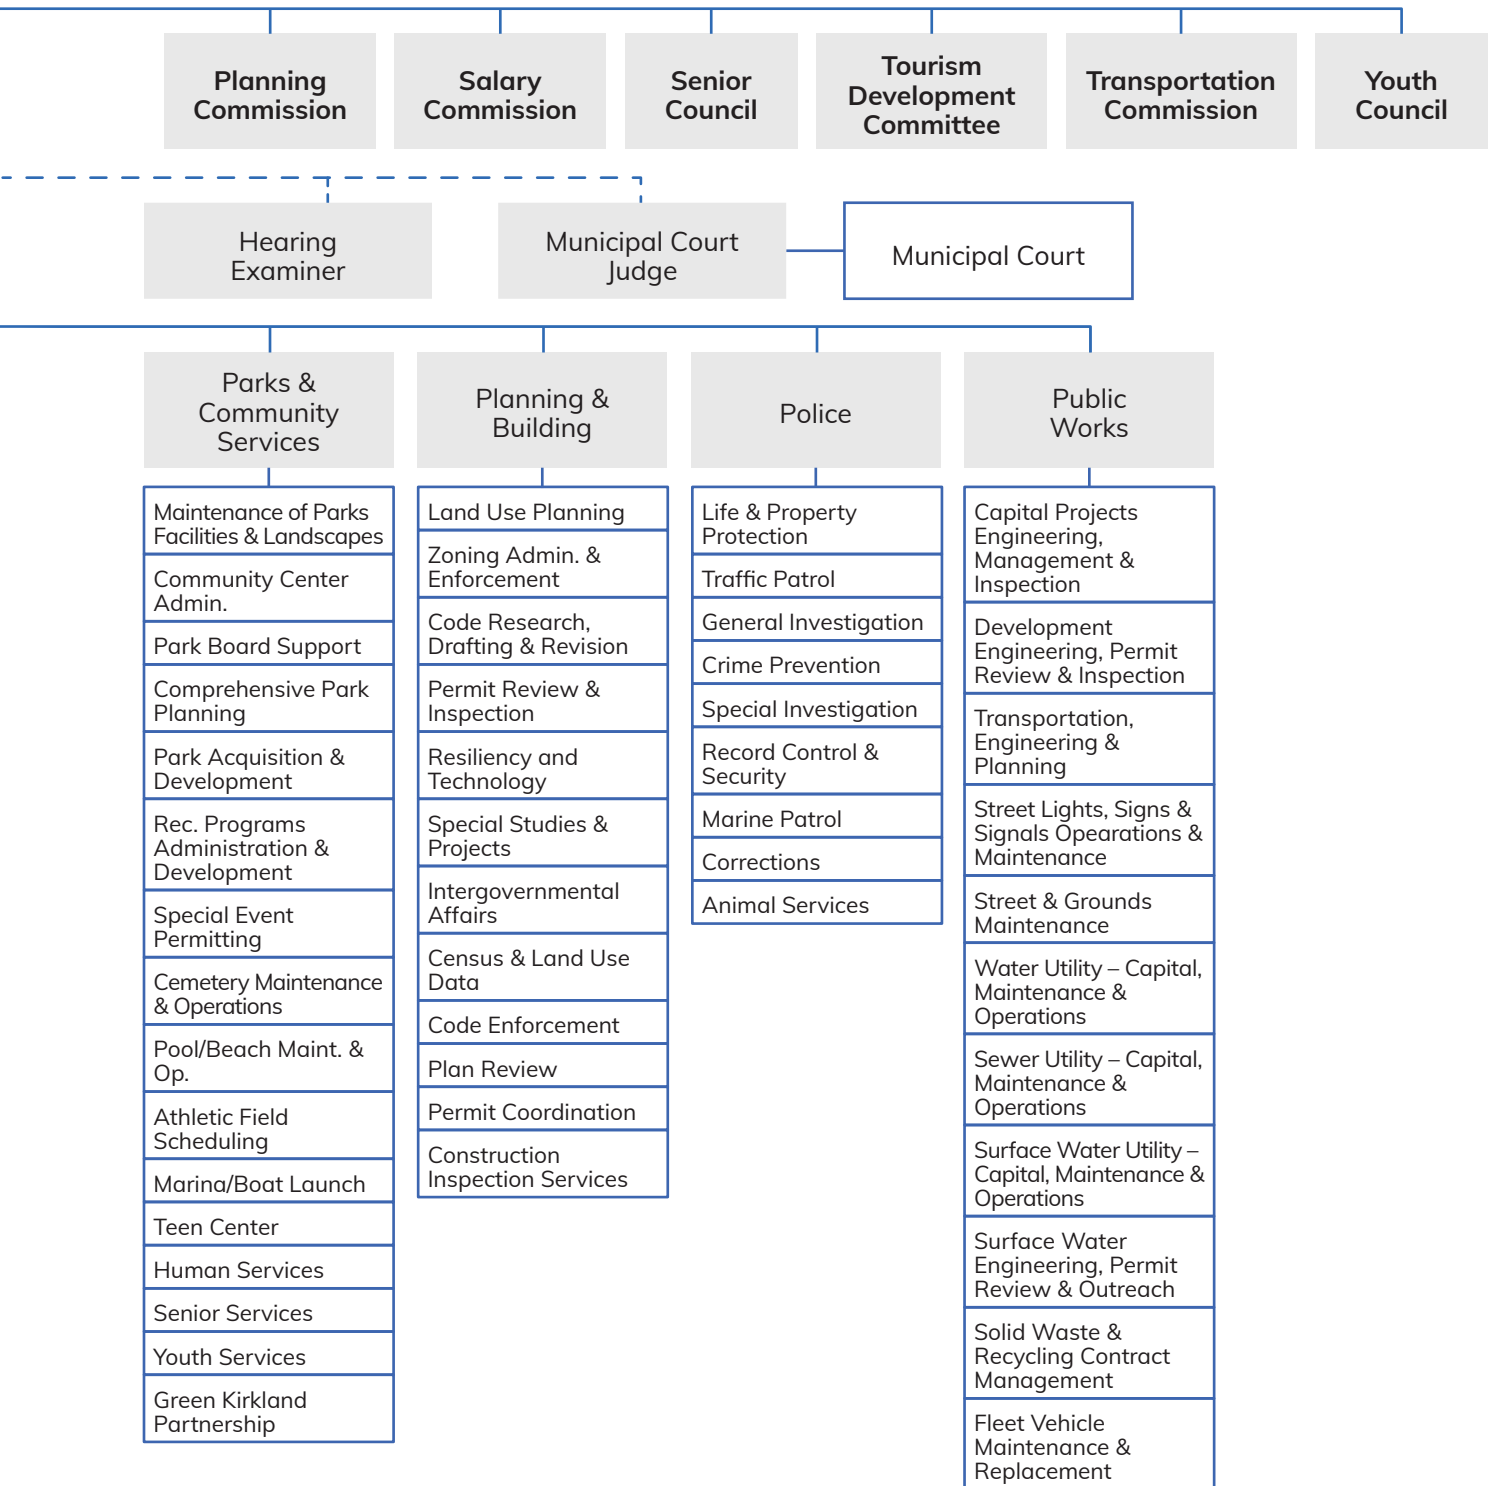 Planning
Commission
Salary
Commission
Senior
Council
Tourism
Development
Committee
Transportation
Commission
Youth
Council
Hearing
Examiner
Municipal Court
Judge
Municipal Court
Parks &
Community
Services
Maintenance of Parks
Facilities & Landscapes
Community Center
Admin.
Park Board Support
Comprehensive Park
Planning
Park Acquisition &
Development
Rec. Programs
Administration &
Development
Special Event
Permitting
Cemetery Maintenance
& Operations
Pool/Beach Maint. &
Op.
Athletic Field
Scheduling
Marina/Boat Launch
Teen Center
Human Services
Senior Services
Youth Services
Green Kirkland
Partnership
Planning &
Building
Land Use Planning
Zoning Admin. &
Enforcement
Code Research,
Drafting & Revision
Permit Review &
Inspection
Resiliency and
Technology
Special Studies &
Projects
Intergovernmental
Affairs
Census & Land Use
Data
Code Enforcement
Plan Review
Permit Coordination
Construction
Inspection Services
Police
Life & Property
Protection
Traffic Patrol
General Investigation
Crime Prevention
Special Investigation
Record Control &
Security
Marine Patrol
Corrections
Animal Services
Public
Works
Capital Projects
Engineering,
Management &
Inspection
Development
Engineering, Permit
Review & Inspection
Transportation,
Engineering &
Planning
Street Lights, Signs &
Signals Opearations &
Maintenance
Street & Grounds
Maintenance
Water Utility – Capital,
Maintenance &
Operations
Sewer Utility – Capital,
Maintenance &
Operations
Surface Water Utility –
Capital, Maintenance &
Operations
Surface Water
Engineering, Permit
Review & Outreach
Solid Waste &
Recycling Contract
Management
Fleet Vehicle
Maintenance &
Replacement